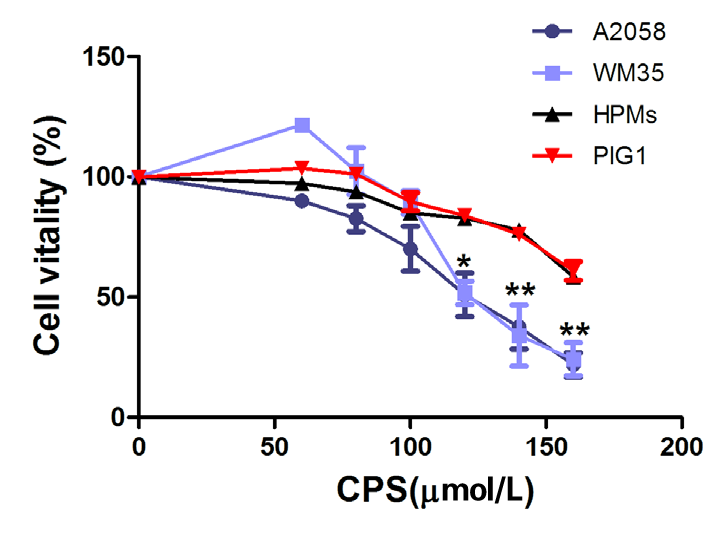 A2058
WM35
HPMs
PIG1
150
100
50
0
Cell vitality (%)
*
**
**
0
50
100
150
200
CPS(μmol/L)